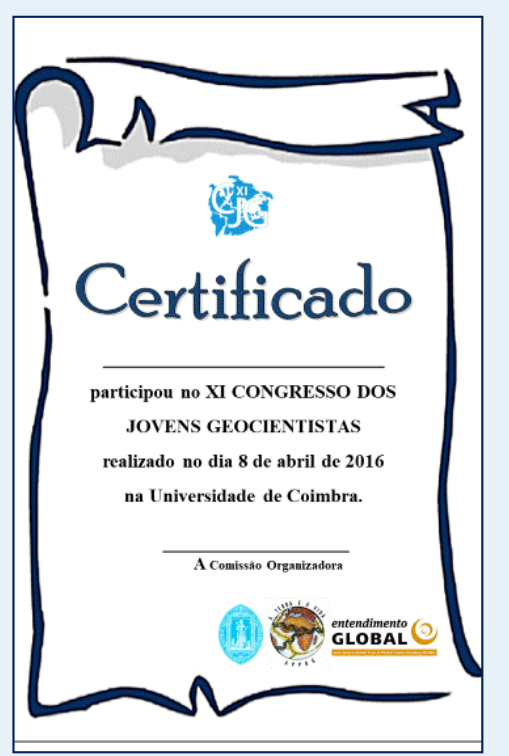 XI
CJG
Certificado
participou no XI CONGRESSO DOS
JOVENS GEOCIENTISTAS
realizado no dia 8 de abril de 2016
na Universidade de Coimbra.
A Comissão Organizadora
A TERRA E A VIDA
entendimento
GLOBAL